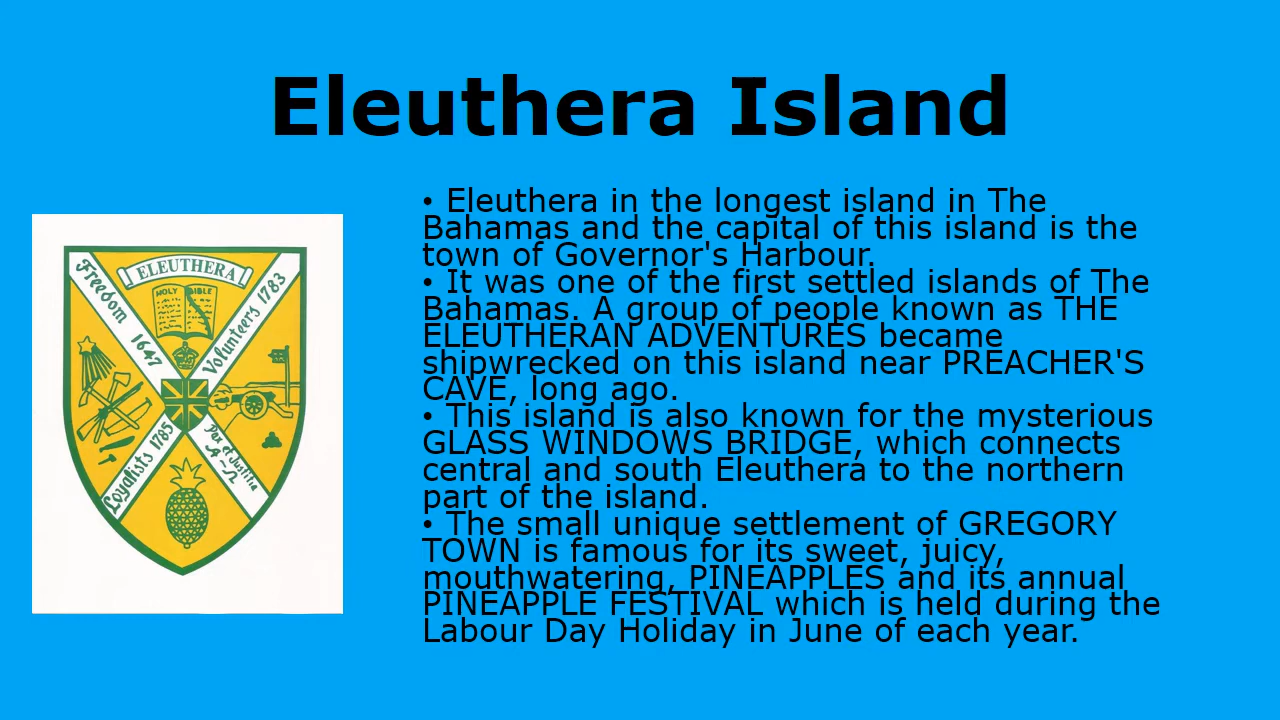 Eleuthera Island
• Eleuthera in the longest island in The
Bahamas and the capital of this island is the
town of Governor's Harbour.
• It was one of the first settled islands of The
Bahamas. A group of people known as THE
ELEUTHERAN ADVENTURES became
shipwrecked on this island near PREACHER'S
CAVE, long ago.
• This island is also known for the mysterious
GLASS WINDOWS BRIDGE, which connects
central and south Eleuthera to the northern
part of the island.
• The small unique settlement of GREGORY
TOWN is famous for its sweet, juicy,
mouthwatering, PINEAPPLES and its annual
PINEAPPLE FESTIVAL which is held during the
Labour Day Holiday in June of each year.
ELEUTHERA
Freedom 1647
Volunteers 1783
HOLY BIBLE
Loyalists 1785
Pax et Justitia